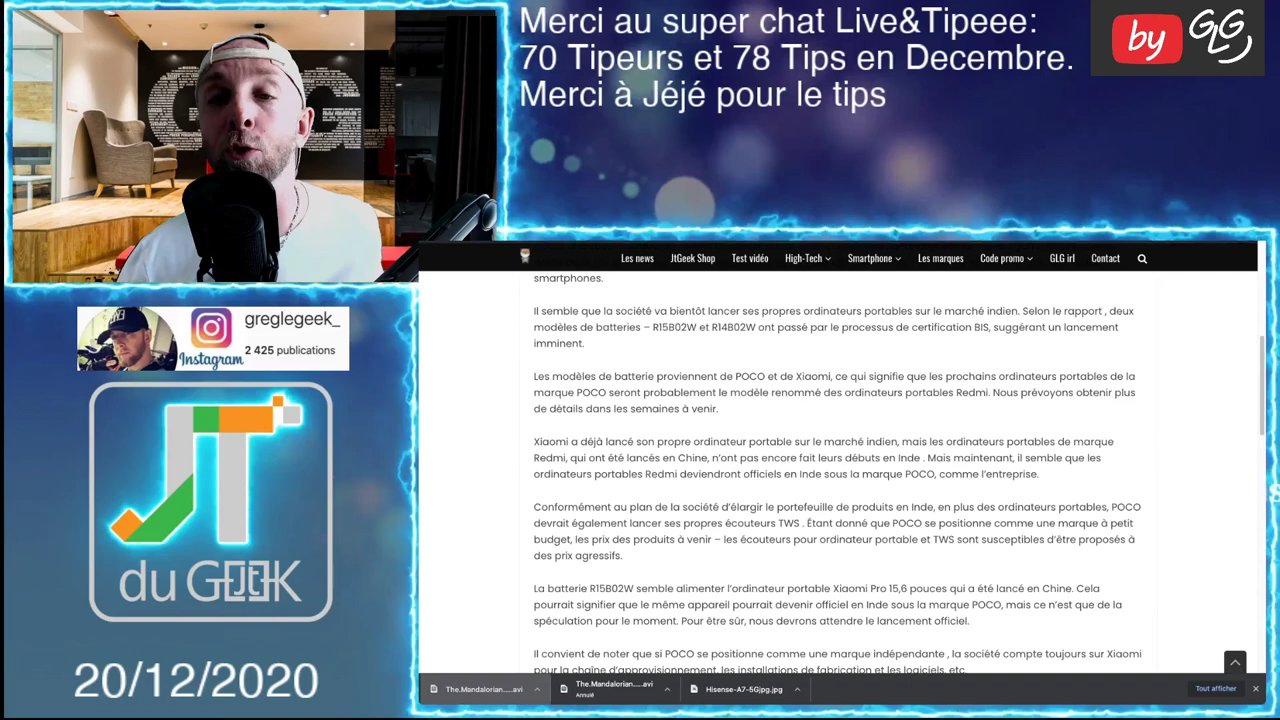 Merci au super chat Live&Tipeee:
70 Tipeurs et 78 Tips en Decembre.
Merci à Jéjé pour le tips
by GLG
Les news JtGeek Shop Test vidéo High-Tech Smartphone Les marques Code promo GLG irl Contact
smartphones.
Il semble que la société va bientôt lancer ses propres ordinateurs portables sur le marché indien. Selon le rapport , deux
modèles de batteries – R15B02W et R14B02W ont passé par le processus de certification BIS, suggérant un lancement
imminent.
Les modèles de batterie proviennent de POCO et de Xiaomi, ce qui signifie que les prochains ordinateurs portables de la
marque POCO seront probablement le modèle renommé des ordinateurs portables Redmi. Nous prévoyons obtenir plus
de détails dans les semaines à venir.
Xiaomi a déjà lancé son propre ordinateur portable sur le marché indien, mais les ordinateurs portables de marque
Redmi, qui ont été lancés en Chine, n’ont pas encore fait leurs débuts en Inde . Mais maintenant, il semble que les
ordinateurs portables Redmi deviendront officiels en Inde sous la marque POCO, comme l’entreprise.
Conformément au plan de la société d’élargir le portefeuille de produits en Inde, en plus des ordinateurs portables, POCO
devrait également lancer ses propres écouteurs TWS . Étant donné que POCO se positionne comme une marque à petit
budget, les prix des produits à venir – les écouteurs pour ordinateur portable et TWS sont susceptibles d’être proposés à
des prix agressifs.
La batterie R15B02W semble alimenter l’ordinateur portable Xiaomi Pro 15,6 pouces qui a été lancé en Chine. Cela
pourrait signifier que le même appareil pourrait devenir officiel en Inde sous la marque POCO, mais ce n’est que de la
spéculation pour le moment. Pour être sûr, nous devrons attendre le lancement officiel.
Il convient de noter que si POCO se positionne comme une marque indépendante , la société compte toujours sur Xiaomi
pour la chaîne d’approvisionnement, les installations de fabrication et les logiciels, etc.
The.Mandalorian.....avi
The.Mandalorian.....avi
Annulé
Hisense-A7-5Gjpg.jpg
Tout afficher
greglegeek_
2 425 publications
Instagram
JT
du GEEK
20/12/2020